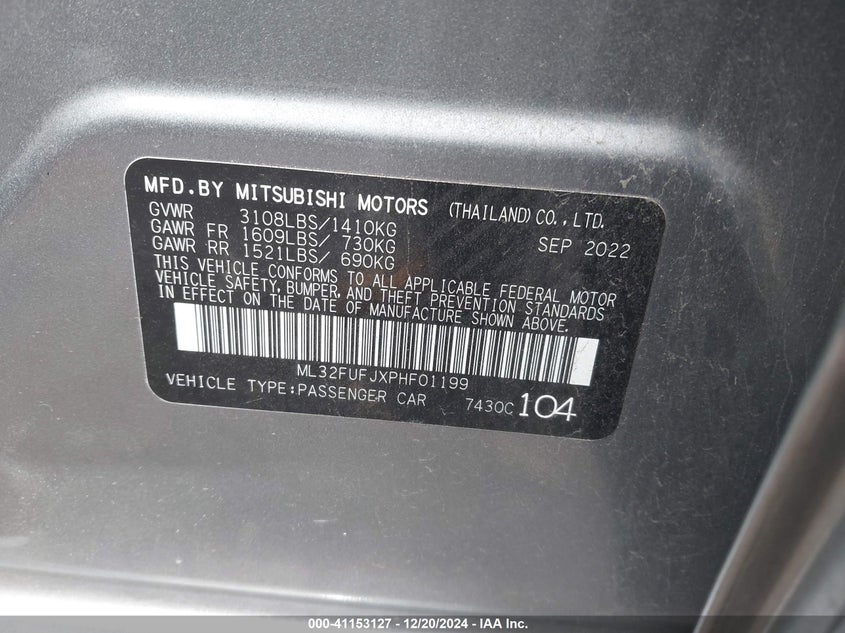 MFD.BY MITSUBISHI MOTORS (THAILAND) CO., LTD.
GVWR 3108LBS/1410KG
GAWR FR 1609LBS/ 730KG SEP 2022
GAWR RR 1521LBS/ 690KG
THIS VEHICLE CONFORMS TO ALL APPLICABLE FEDERAL MOTOR
VEHICLE SAFETY, BUMPER, AND THEFT PREVENTION STANDARDS
IN EFFECT ON THE DATE OF MANUFACTURE SHOWN ABOVE.
ML32FUFJXPHF01199
VEHICLE TYPE:PASSENGER CAR 7430C 104
000-41153127 - 12/20/2024 - IAA Inc.